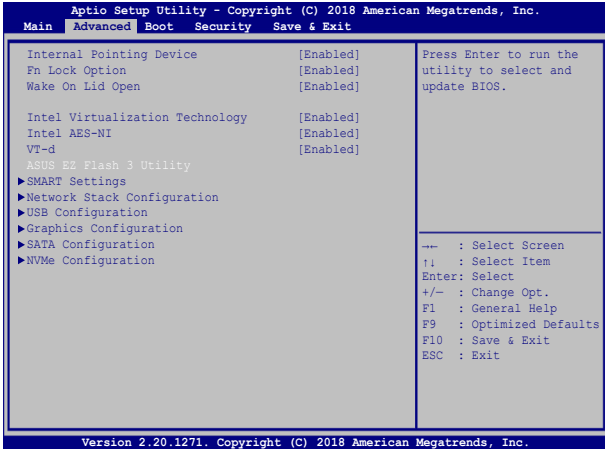 Aptio Setup Utility - Copyright (C) 2018 American Megatrends, Inc.
Main Advanced Boot Security Save & Exit
Internal Pointing Device [Enabled]
Fn Lock Option [Enabled]
Wake On Lid Open [Enabled]
Intel Virtualization Technology [Enabled]
Intel AES-NI [Enabled]
VT-d [Enabled]
ASUS EZ Flash 3 Utility
SMART Settings
Network Stack Configuration
USB Configuration
Graphics Configuration
SATA Configuration
NVMe Configuration
Press Enter to run the
utility to select and
update BIOS.
→← : Select Screen
↑↓ : Select Item
Enter: Select
+/— : Change Opt.
F1 : General Help
F9 : Optimized Defaults
F10 : Save & Exit
ESC : Exit
Version 2.20.1271. Copyright (C) 2018 American Megatrends, Inc.